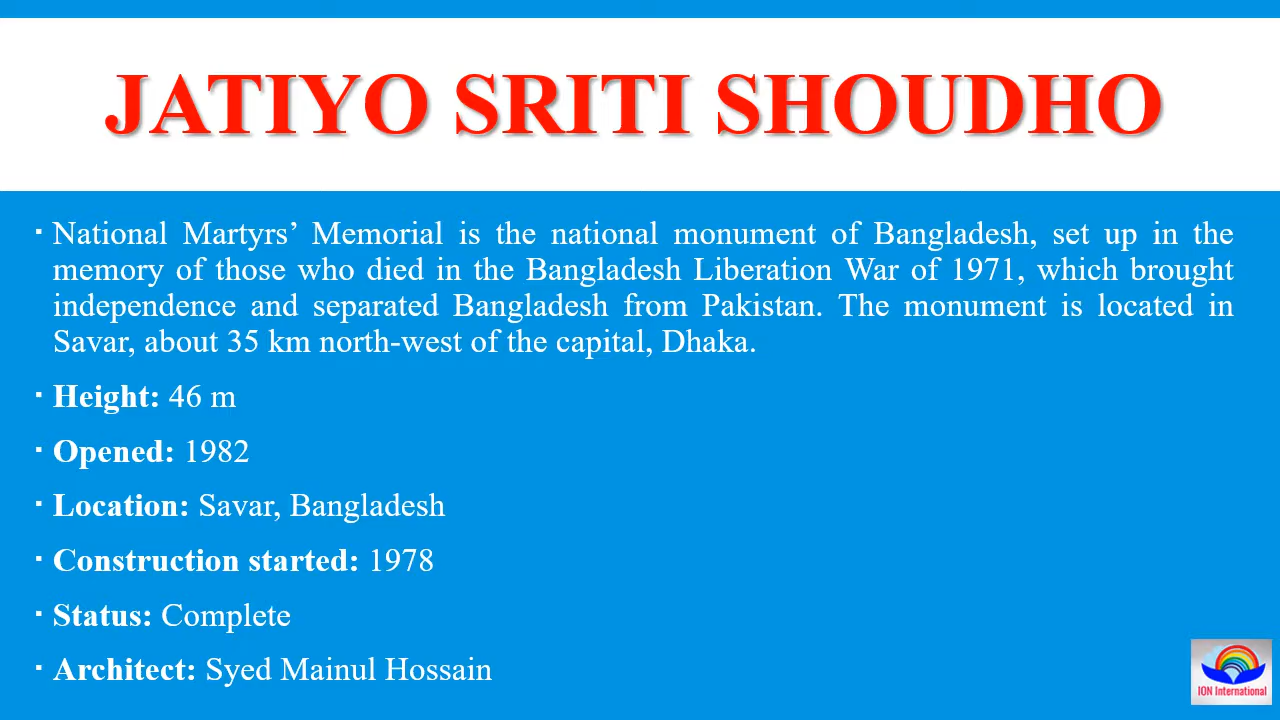 JATIYO SRITI SHOUDHO
▪ National Martyrs’ Memorial is the national monument of Bangladesh, set up in the
memory of those who died in the Bangladesh Liberation War of 1971, which brought
independence and separated Bangladesh from Pakistan. The monument is located in
Savar, about 35 km north-west of the capital, Dhaka.
▪ Height: 46 m
▪ Opened: 1982
▪ Location: Savar, Bangladesh
▪ Construction started: 1978
▪ Status: Complete
▪ Architect: Syed Mainul Hossain
ION International